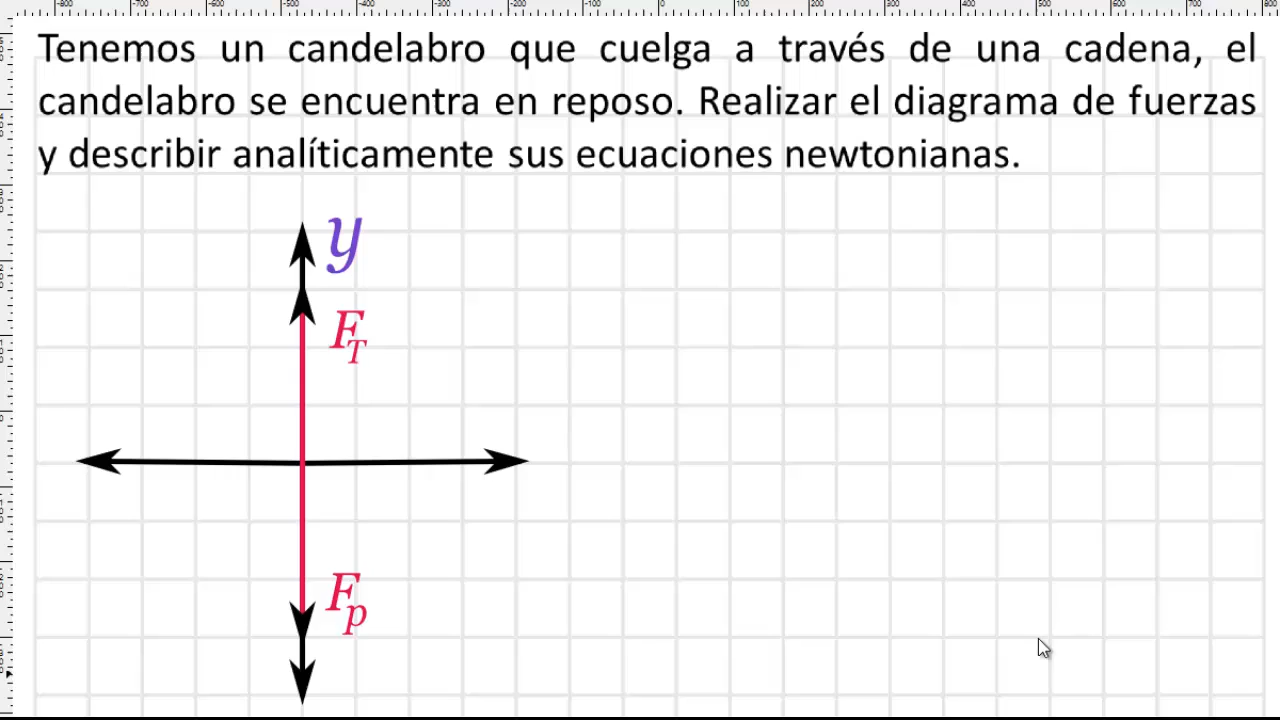 Tenemos un candelabro que cuelga a través de una cadena, el
candelabro se encuentra en reposo. Realizar el diagrama de fuerzas
y describir analíticamente sus ecuaciones newtonianas.
y
F_T
F_p